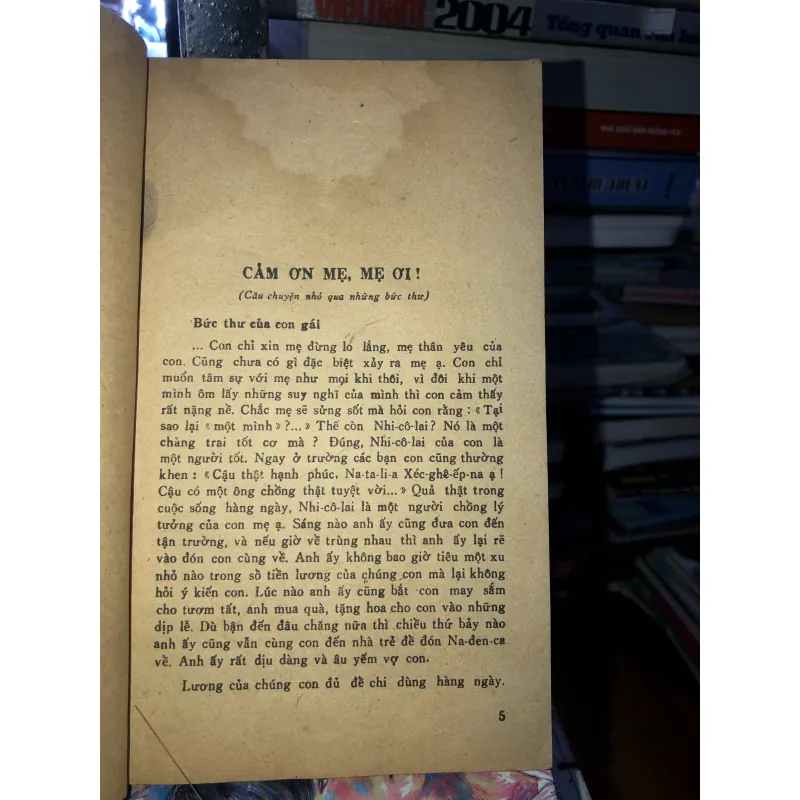 Việt Nam 2004
Tổng quan
NHÀ XUẤT BẢN
CẢM ƠN MẸ, MẸ ƠI !
(Câu chuyện nhỏ qua những bức thư)
Bức thư của con gái
... Con chỉ xin mẹ đừng lo lắng, mẹ thân yêu của
con. Cũng chưa có gì đặc biệt xảy ra mẹ ạ. Con chỉ
muốn tâm sự với mẹ như mọi khi thôi, vì đôi khi một
mình ôm lấy những suy nghĩ của mình thì con cảm thấy
rất nặng nề. Chắc mẹ sẽ sửng sốt mà hỏi con rằng : « Tại
sao lại « một mình » ?... » Thế còn Nhi-cô-lai ? Nó là một
chàng trai tốt cơ mà ? Đúng, Nhi-cô-lai của con là
một người tốt. Ngay ở trường các bạn con cũng thường
khen : « Cậu thật hạnh phúc, Na-ta-li-a Xéc-ghê-ép-na ạ !
Cậu có một ông chồng thật tuyệt vời... » Quả thật trong
cuộc sống hàng ngày, Nhi-cô-lai là một người chồng lý
tưởng của con mẹ ạ. Sáng nào anh ấy cũng đưa con đến
tận trường, và nếu giờ về trùng nhau thì anh ấy lại rẽ
vào đón con cùng về. Anh ấy không bao giờ tiêu một xu
nhỏ nào trong số tiền lương của chúng con mà lại không
hỏi ý kiến con. Lúc nào anh ấy cũng bắt con may sắm
cho tươm tất, anh mua quà, tặng hoa cho con vào những
dịp lễ. Dù bận đến đâu chăng nữa thì chiều thứ bảy nào
anh ấy cũng vẫn cùng con đến nhà trẻ để đón Na-đen-ca
về. Anh ấy rất dịu dàng và âu yếm vợ con.
Lương của chúng con đủ để chi dùng hàng ngày.
5